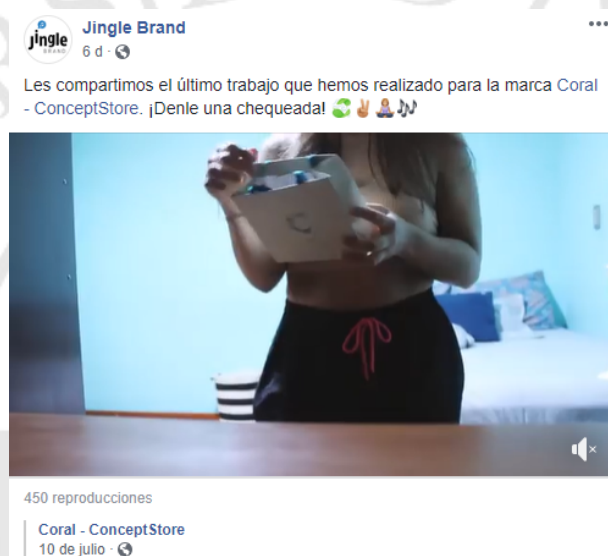 jingle
BRAND
Jingle Brand
6 d ·
Les compartimos el último trabajo que hemos realizado para la marca Coral
- ConceptStore. ¡Denle una chequeada! ♻️✌🏼🧘🏼‍♀️🎶
C
450 reproducciones
Coral - ConceptStore
10 de julio ·